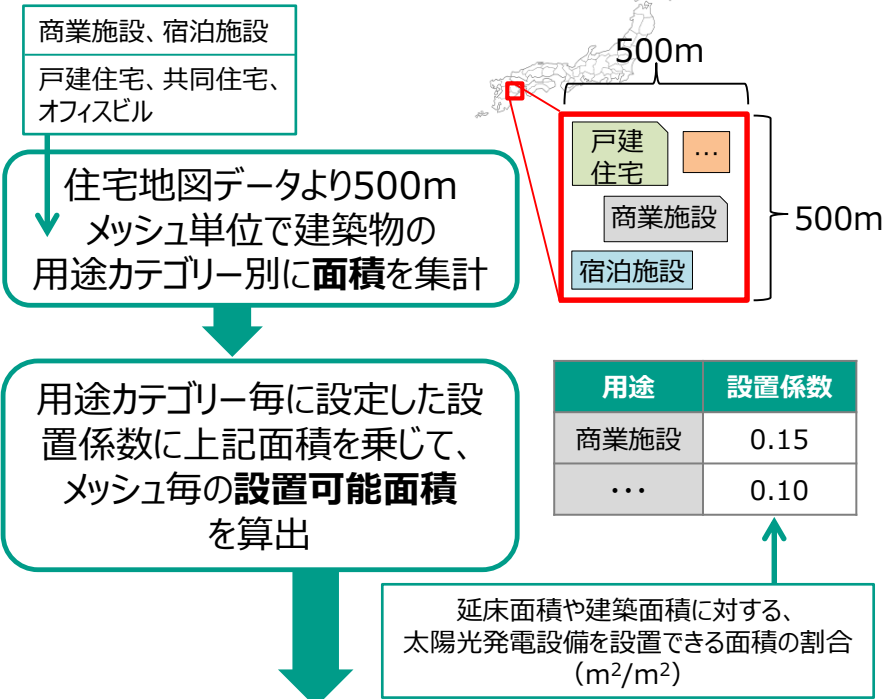 商業施設、宿泊施設
戸建住宅、共同住宅、
オフィスビル
住宅地図データより500m
メッシュ単位で建築物の
用途カテゴリー別に面積を集計
500m
戸建
住宅
…
商業施設
宿泊施設
500m
用途カテゴリー毎に設定した設
置係数に上記面積を乗じて、
メッシュ毎の設置可能面積
を算出
用途 設置係数
商業施設 0.15
・・・ 0.10
延床面積や建築面積に対する、
太陽光発電設備を設置できる面積の割合
（m²/m²）